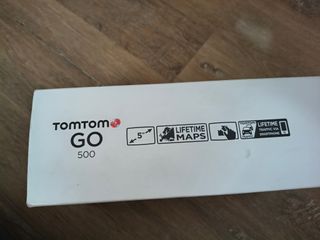 TOMTOM
GO
500
5"
LIFETIME
MAPS
LIFETIME
TRAFFIC VIA
SMARTPHONE